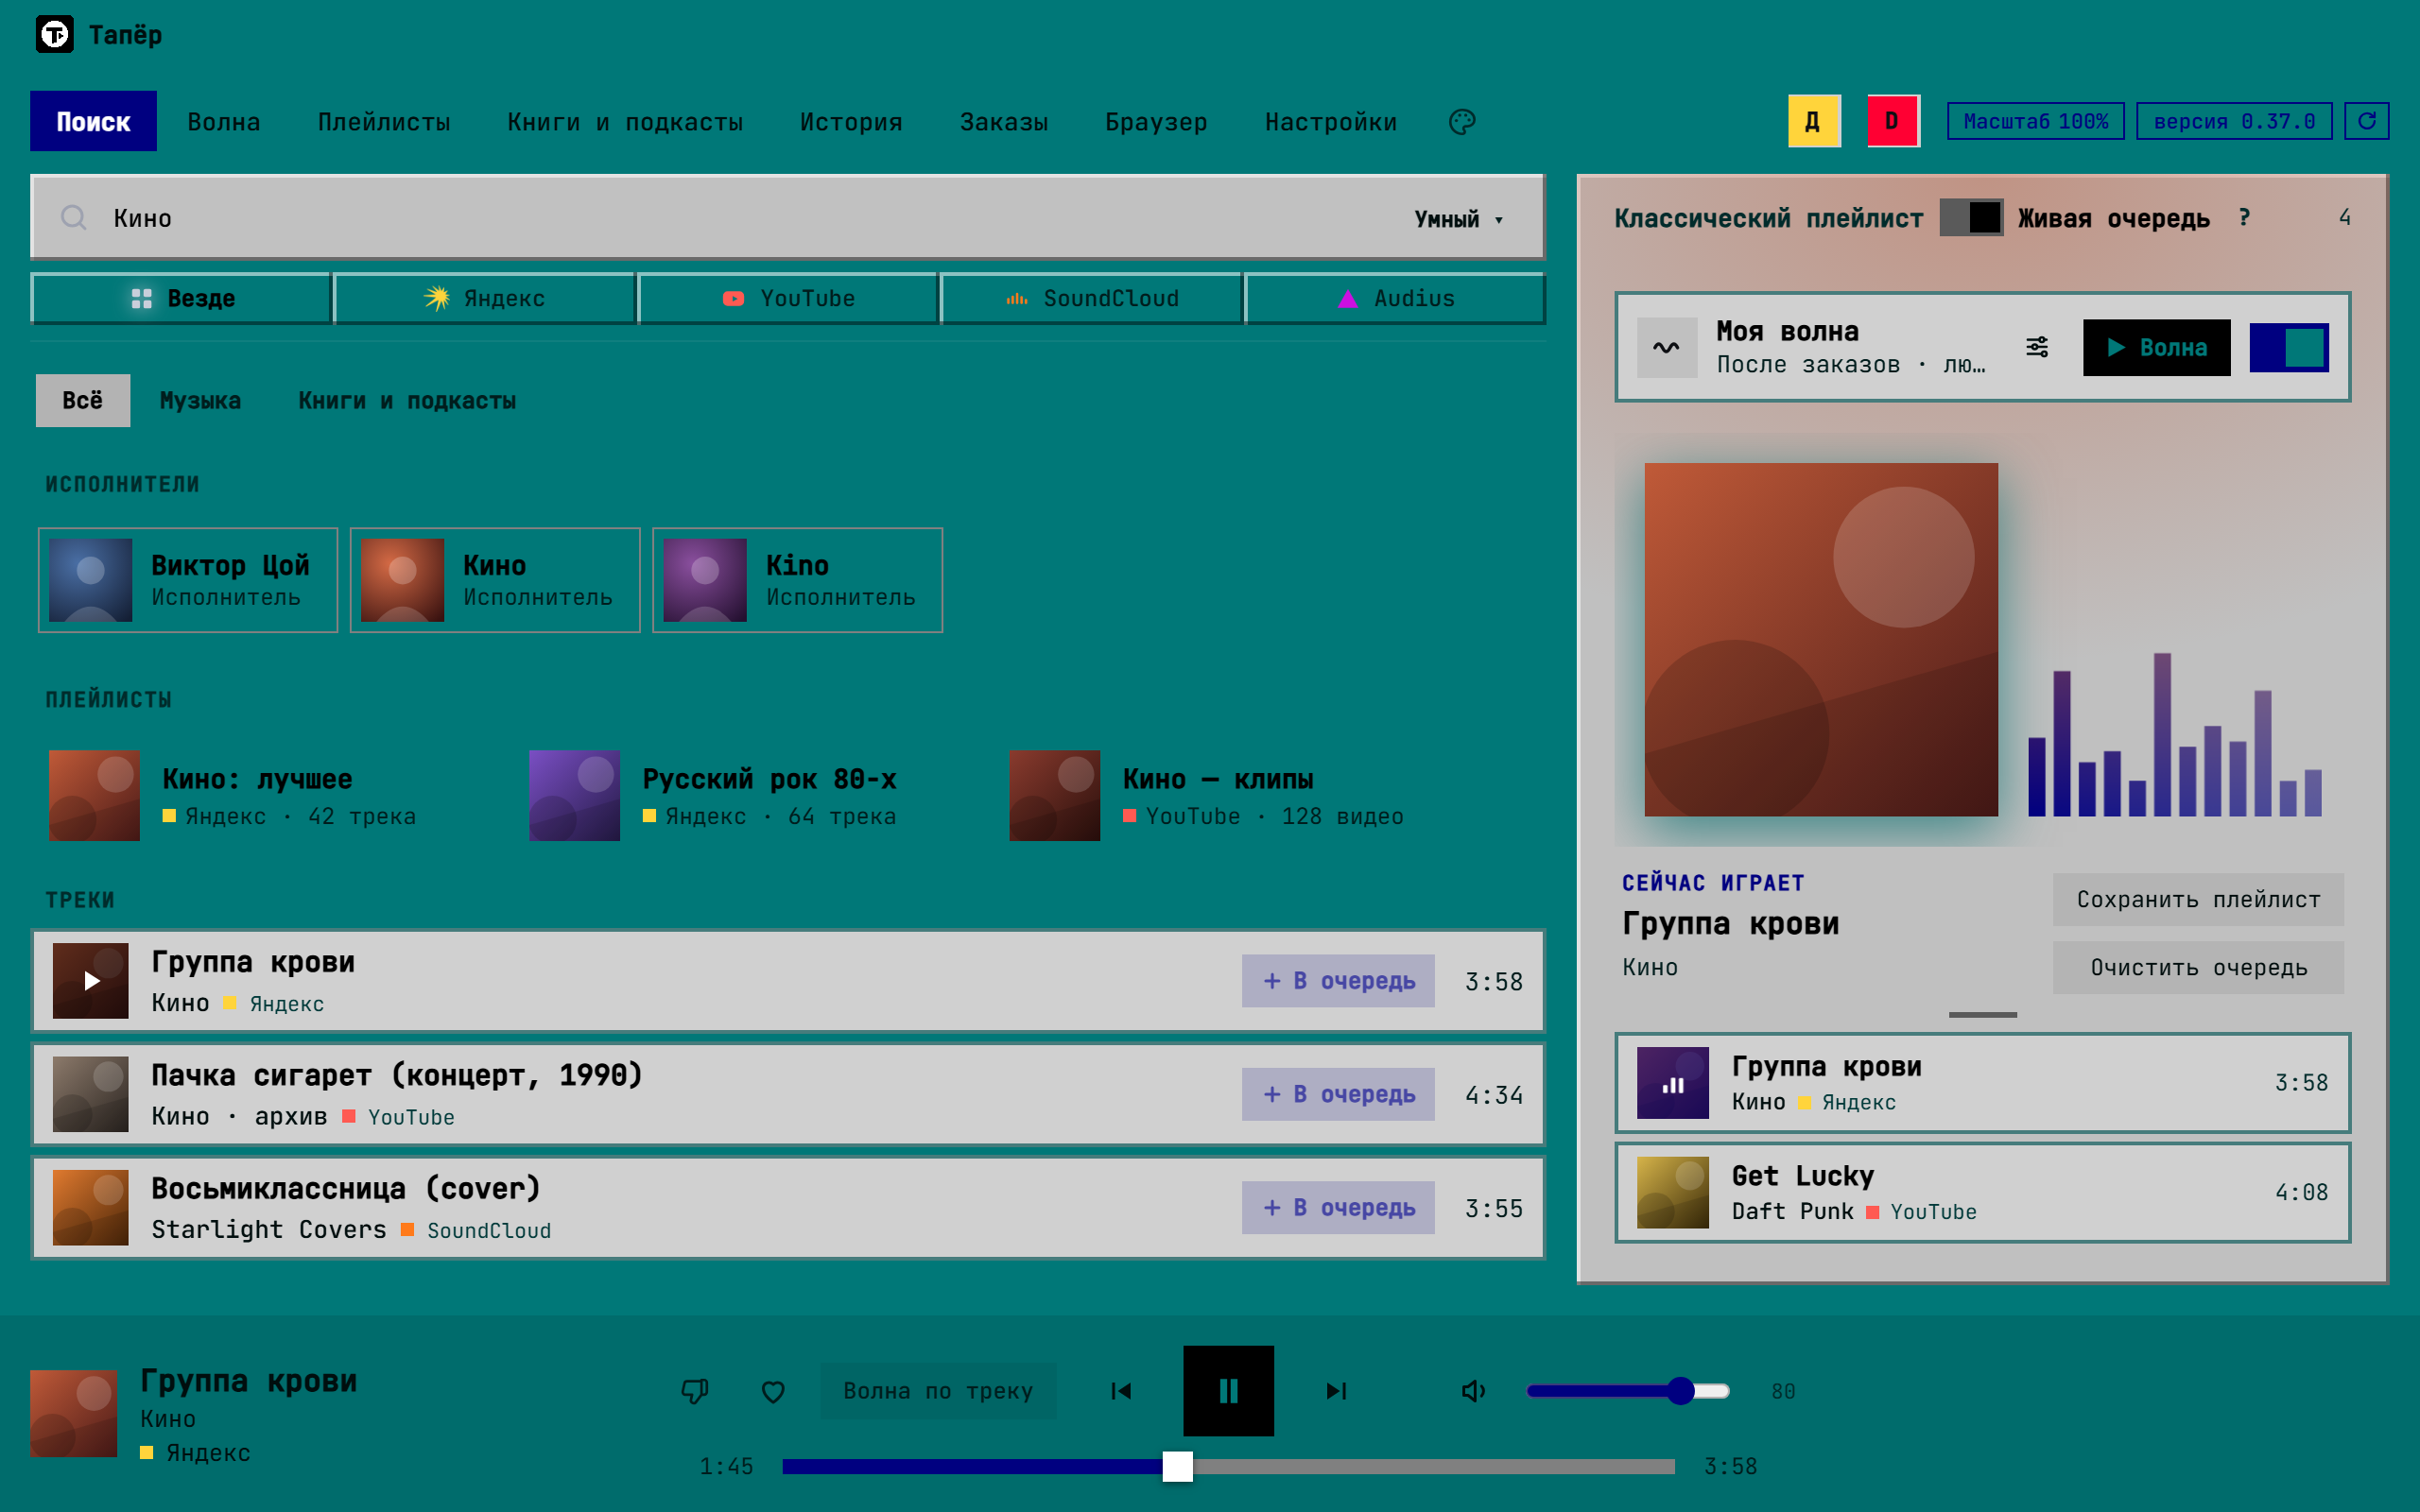 Тапёр
Поиск Волна Плейлисты Книги и подкасты История Заказы Браузер Настройки Д D Масштаб 100% версия 0.37.0
Кино Умный
Везде Яндекс YouTube SoundCloud Audius
Всё Музыка Книги и подкасты
ИСПОЛНИТЕЛИ
Виктор Цой
Исполнитель
Кино
Исполнитель
Kino
Исполнитель
ПЛЕЙЛИСТЫ
Кино: лучшее
Яндекс · 42 трека
Русский рок 80-х
Яндекс · 64 трека
Кино — клипы
YouTube · 128 видео
ТРЕКИ
Группа крови
Кино Яндекс
+ В очередь 3:58
Пачка сигарет (концерт, 1990)
Кино · архив YouTube
+ В очередь 4:34
Восьмиклассница (cover)
Starlight Covers SoundCloud
+ В очередь 3:55
Классический плейлист Живая очередь ? 4
Моя волна
После заказов · лю…
Волна
СЕЙЧАС ИГРАЕТ
Группа крови
Кино
Сохранить плейлист
Очистить очередь
Группа крови
Кино Яндекс
3:58
Get Lucky
Daft Punk YouTube
4:08
Группа крови
Кино
Яндекс
Волна по треку
80
1:45 3:58